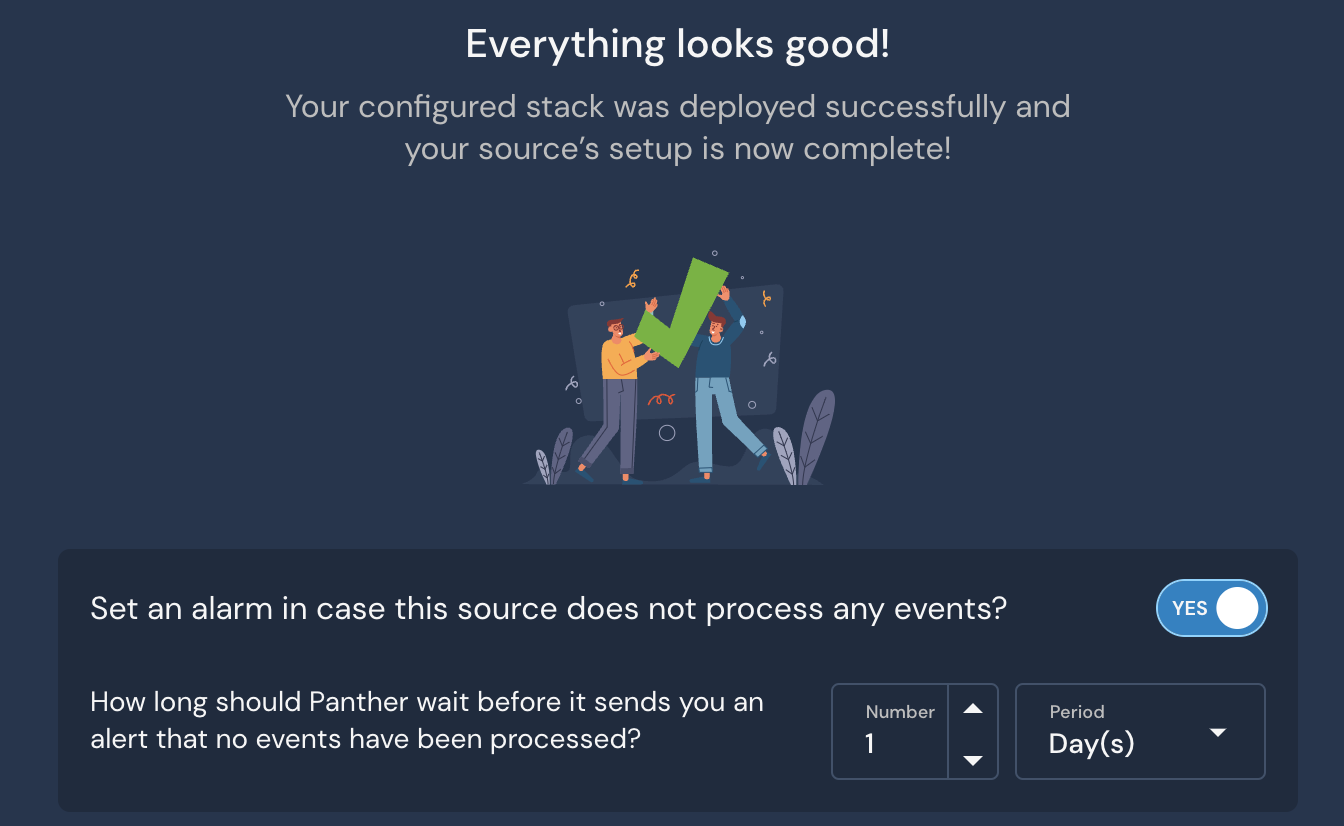 Everything looks good!
Your configured stack was deployed successfully and
your source’s setup is now complete!
Set an alarm in case this source does not process any events?
YES
How long should Panther wait before it sends you an
alert that no events have been processed?
Number
1
Period
Day(s)